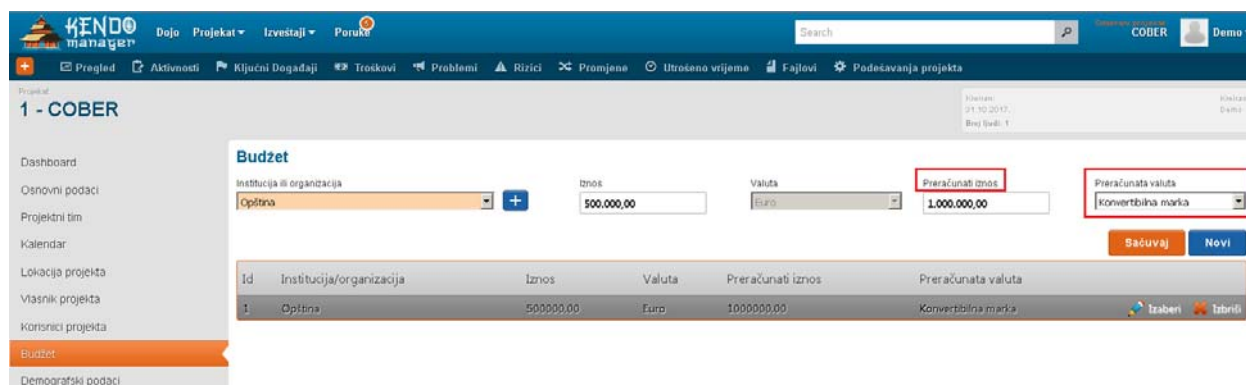 KENDO
manager
Dojo Projekat Izveštaji Poruke
Search
COBER
Demo
Pregled Aktivnosti Ključni Događaji Troškovi Problemi Rizici Promjene Utrošeno vrijeme Fajlovi Podešavanja projekta
Projekat
1 - COBER
Kreiran:
21.10.2017.
Broj ljudi: 1
Demo
Dashboard
Osnovni podaci
Projektni tim
Kalendar
Lokacija projekta
Vlasnik projekta
Korisnici projekta
Budžet
Demografski podaci
Budžet
Institucija ili organizacija Iznos Valuta Preračunati iznos Preračunata valuta
Opština 500.000,00 Euro 1.000.000,00 Konvertibilna marka
Sačuvaj Novi
Id Institucija/organizacija Iznos Valuta Preračunati iznos Preračunata valuta
1 Opština 500000.00 Euro 1000000.00 Konvertibilna marka Izaberi Izbriši